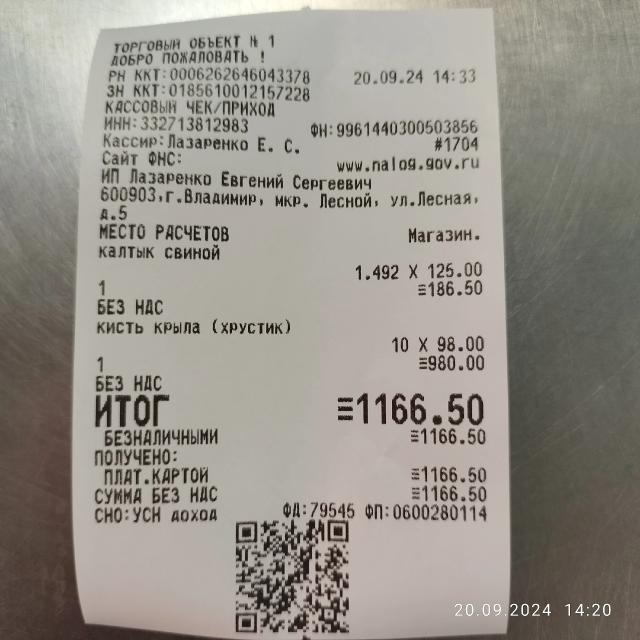 ТОРГОВЫЙ ОБЪЕКТ № 1
ДОБРО ПОЖАЛОВАТЬ !
РН ККТ:0006262646043378 20.09.24 14:33
ЗН ККТ:0185610012157228
КАССОВЫЙ ЧЕК/ПРИХОД
ИНН:332713812983 ФН:9961440300503856
Кассир:Лазаренко Е. С. #1704
Сайт ФНС: www.nalog.gov.ru
ИП Лазаренко Евгений Сергеевич
600903,г.Владимир, мкр. Лесной, ул.Лесная,
д.5
МЕСТО РАСЧЕТОВ Магазин.
калтык свиной
1.492 X 125.00
1 ≡186.50
БЕЗ НДС
кисть крыла (хрустик)
10 X 98.00
1 ≡980.00
БЕЗ НДС
ИТОГ ≡1166.50
БЕЗНАЛИЧНЫМИ ≡1166.50
ПОЛУЧЕНО:
ПЛАТ.КАРТОЙ ≡1166.50
СУММА БЕЗ НДС ≡1166.50
СНО:УСН доход ФД:79545 ФП:0600280114
20.09.2024 14:20